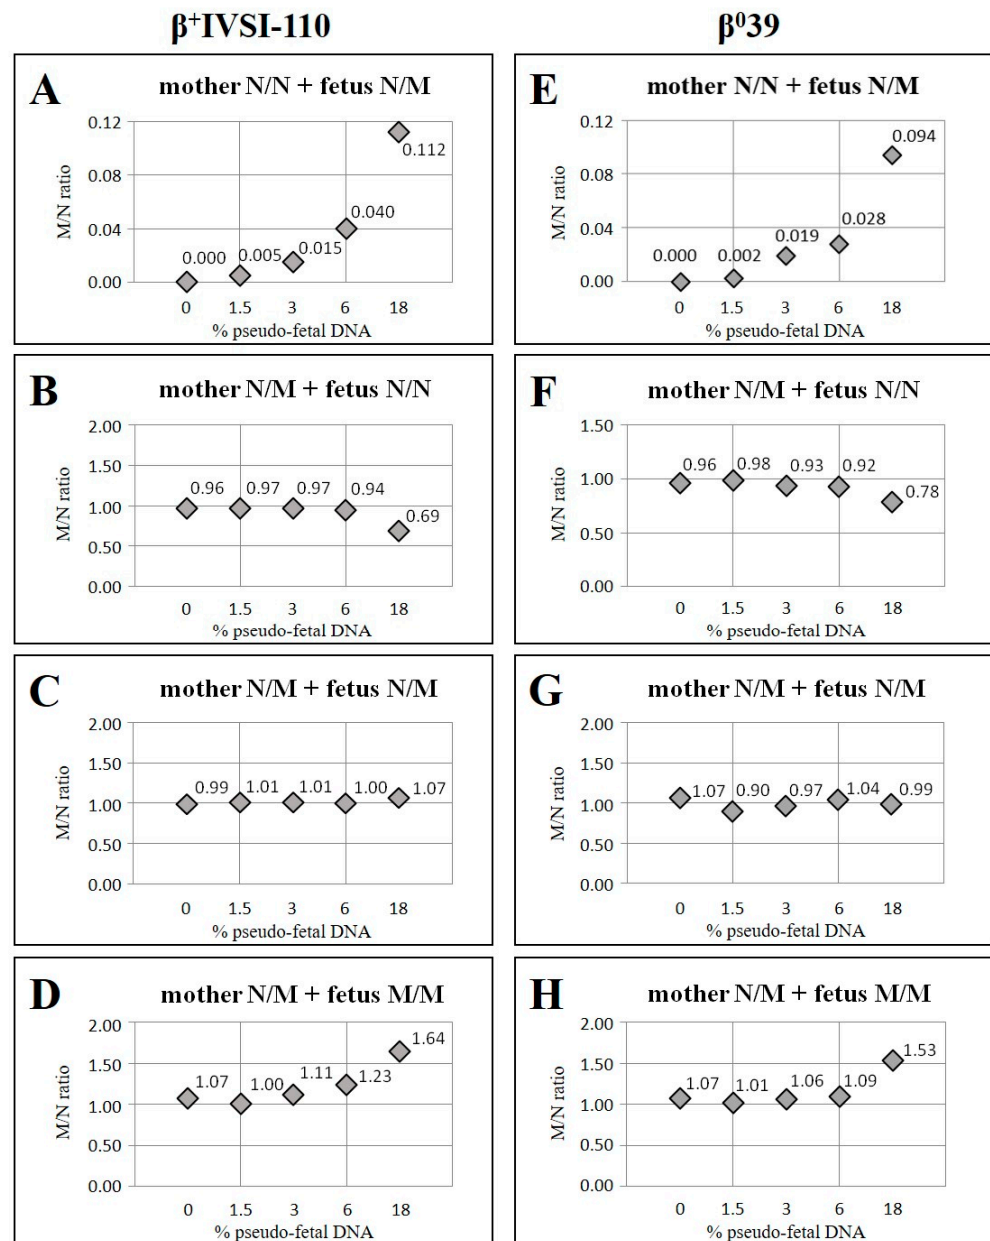 β⁺IVSI-110
β⁰39
A
mother N/N + fetus N/M
M/N ratio
0.12
0.08
0.04
0.00
0.000
0.005
0.015
0.040
0.112
0 1.5 3 6 18
% pseudo-fetal DNA
E
mother N/N + fetus N/M
M/N ratio
0.12
0.08
0.04
0.00
0.000
0.002
0.019
0.028
0.094
0 1.5 3 6 18
% pseudo-fetal DNA
B
mother N/M + fetus N/N
M/N ratio
2.00
1.50
1.00
0.50
0.00
0.96 0.97 0.97 0.94 0.69
0 1.5 3 6 18
% pseudo-fetal DNA
F
mother N/M + fetus N/N
M/N ratio
1.50
1.00
0.50
0.00
0.96 0.98 0.93 0.92 0.78
0 1.5 3 6 18
% pseudo-fetal DNA
C
mother N/M + fetus N/M
M/N ratio
2.00
1.50
1.00
0.50
0.00
0.99 1.01 1.01 1.00 1.07
0 1.5 3 6 18
% pseudo-fetal DNA
G
mother N/M + fetus N/M
M/N ratio
2.00
1.50
1.00
0.50
0.00
1.07 0.90 0.97 1.04 0.99
0 1.5 3 6 18
% pseudo-fetal DNA
D
mother N/M + fetus M/M
M/N ratio
2.00
1.50
1.00
0.50
0.00
1.07 1.00 1.11 1.23 1.64
0 1.5 3 6 18
% pseudo-fetal DNA
H
mother N/M + fetus M/M
M/N ratio
2.00
1.50
1.00
0.50
0.00
1.07 1.01 1.06 1.09 1.53
0 1.5 3 6 18
% pseudo-fetal DNA